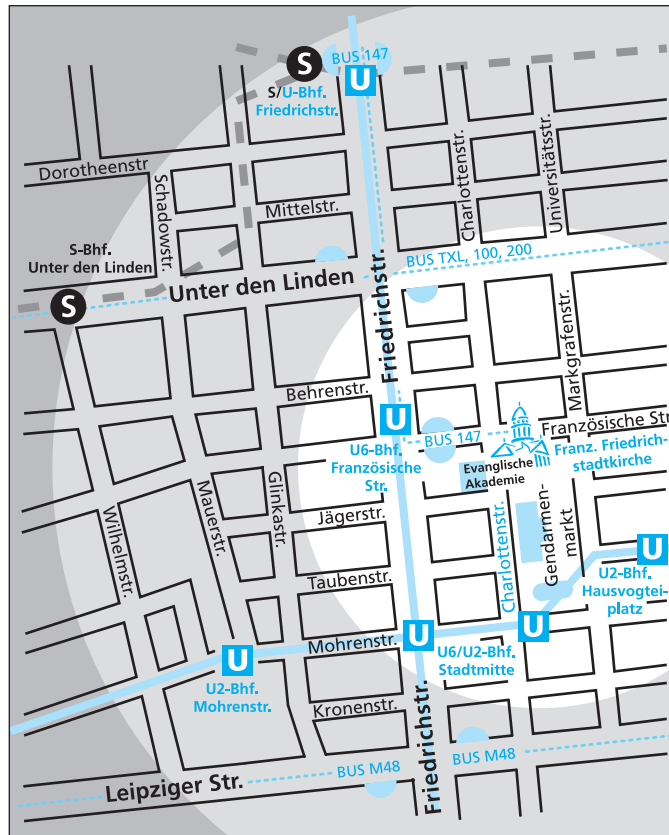 BUS 147
S
U
S/U-Bhf.
Friedrichstr.
Dorotheenstr
Schadowstr.
Mittelstr.
Charlottenstr.
Universitätsstr.
S-Bhf.
Unter den Linden
S
Unter den Linden
BUS TXL, 100, 200
Friedrichstr.
Markgrafenstr.
Behrenstr.
U
BUS 147
Französische Str
U6-Bhf.
Französische
Str.
Evanglische
Akademie
Franz. Friedrich-
stadtkirche
Wilhelmstr.
Mauerstr.
Glinkastr.
Jägerstr.
Charlottenstr.
Gendarmen-
markt
U
U2-Bhf.
Hausvogtei-
platz
Taubenstr.
Mohrenstr.
U
U
U
U6/U2-Bhf.
Stadtmitte
U2-Bhf.
Mohrenstr.
Kronenstr.
Friedrichstr.
Leipziger Str.
BUS M48
BUS M48